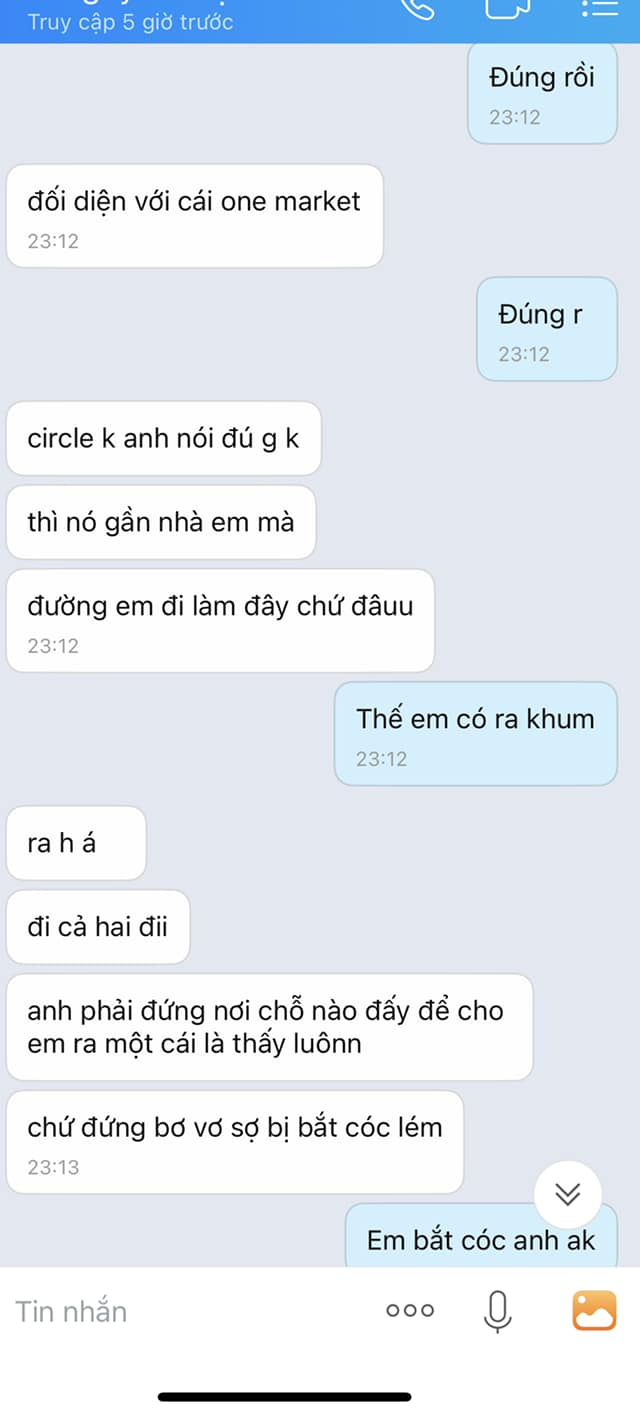 Truy cập 5 giờ trước
Đúng rồi
23:12
đối diện với cái one market
23:12
Đúng r
23:12
circle k anh nói đú g k
thì nó gần nhà em mà
đường em đi làm đây chứ đâuu
23:12
Thế em có ra khum
23:12
ra h á
đi cả hai đii
anh phải đứng nơi chỗ nào đấy để cho
em ra một cái là thấy luônn
chứ đứng bơ vơ sợ bị bắt cóc lém
23:13
Em bắt cóc anh ak
Tin nhắn